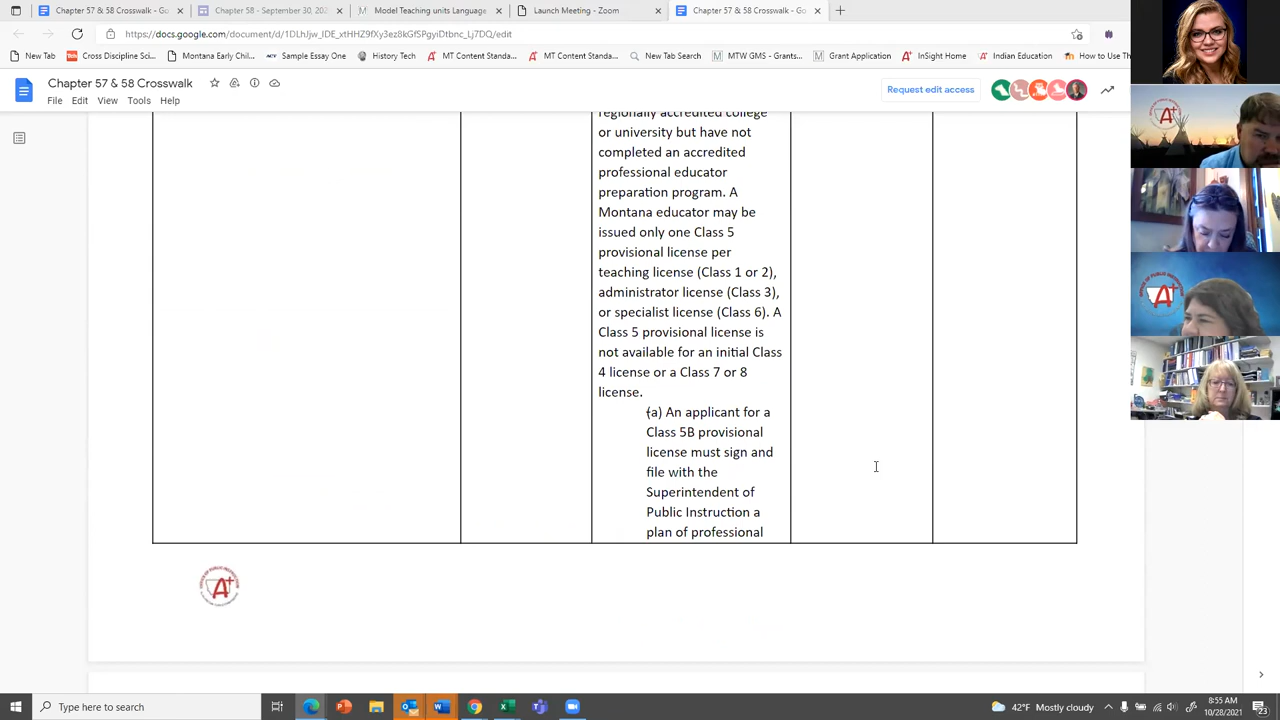 Chapter 57 & 58 Crosswalk - Go
Chapter 58 - September 30, 202
Model Teaching units Language
Launch Meeting - Zoom
Chapter 57 & 58 Crosswalk - Go
New Tab
Cross Discipline Sci...
Montana Early Chil...
Sample Essay One
History Tech
MT Content Standa...
MT Content Standa...
New Tab Search
MTW GMS - Grants...
Grant Application
InSight Home
Indian Education
How to Use The
Chapter 57 & 58 Crosswalk
Request edit access
File Edit View Tools Help
regionally accredited college
or university but have not
completed an accredited
professional educator
preparation program. A
Montana educator may be
issued only one Class 5
provisional license per
teaching license (Class 1 or 2),
administrator license (Class 3),
or specialist license (Class 6). A
Class 5 provisional license is
not available for an initial Class
4 license or a Class 7 or 8
license.
(a) An applicant for a
Class 5B provisional
license must sign and
file with the
Superintendent of
Public Instruction a
plan of professional
A+
Type here to search
42°F Mostly cloudy
8:55 AM
10/28/2021
23